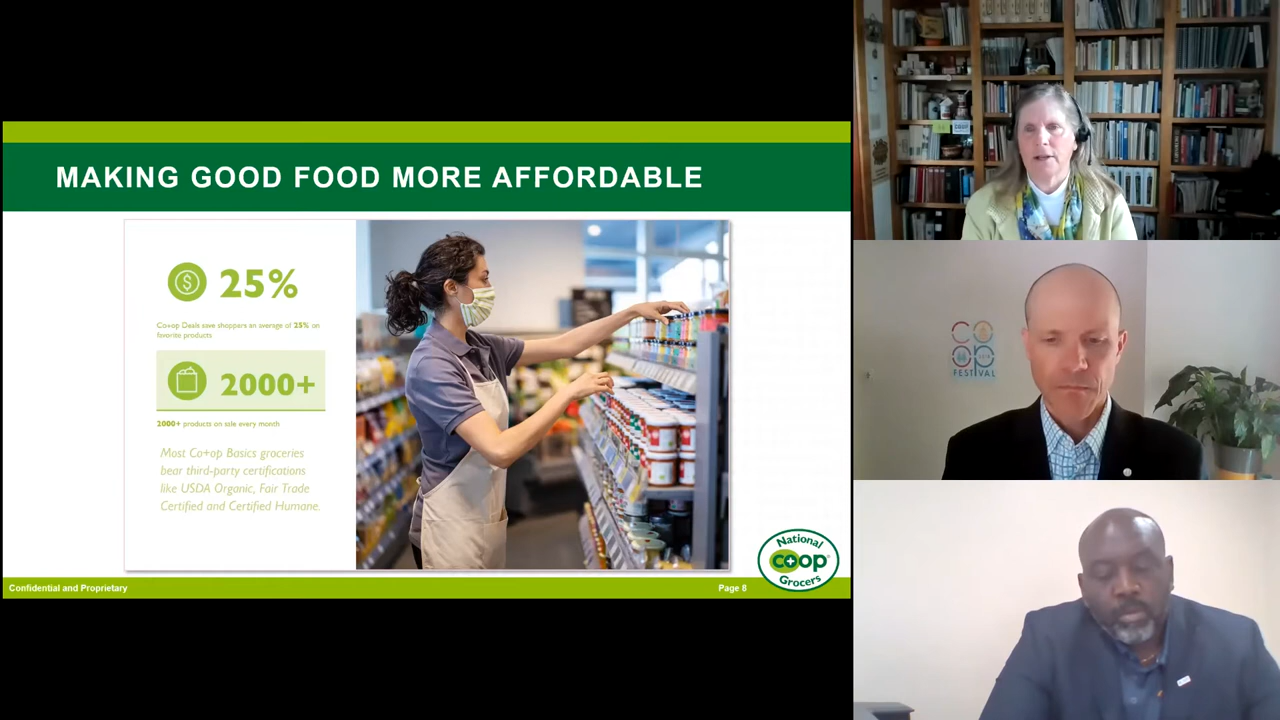 MAKING GOOD FOOD MORE AFFORDABLE
25%
Co+op Deals save shoppers an average of 25% on
favorite products
2000+
2000+ products on sale every month
Most Co+op Basics groceries
bear third-party certifications
like USDA Organic, Fair Trade
Certified and Certified Humane.
National
co+op
Grocers
Confidential and Proprietary
Page 8
CO
OP
FESTIVAL